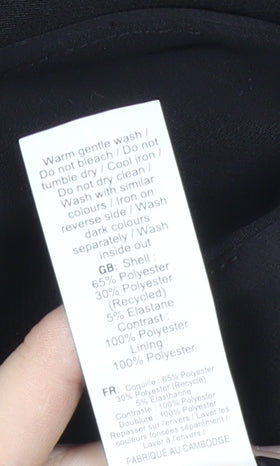 Warm gentle wash /
Do not bleach / Do not
tumble dry / Cool iron /
Do not dry clean /
Wash with similar
colours / Iron on
reverse side / Wash
dark colours
separately / Wash
inside out
GB: Shell :
65% Polyester
30% Polyester
(Recycled)
5% Elastane
Contrast :
100% Polyester
Lining
100% Polyester
FR: Coquille : 65% Polyester
30% Polyester (Recyclé)
5% Élasthanne
Contraste : 100% Polyester
Doublure : 100% Polyester
Repasser sur l'envers / Laver les
couleurs foncées séparément /
Laver à l'envers /
FABRIQUÉ AU CAMBODGE